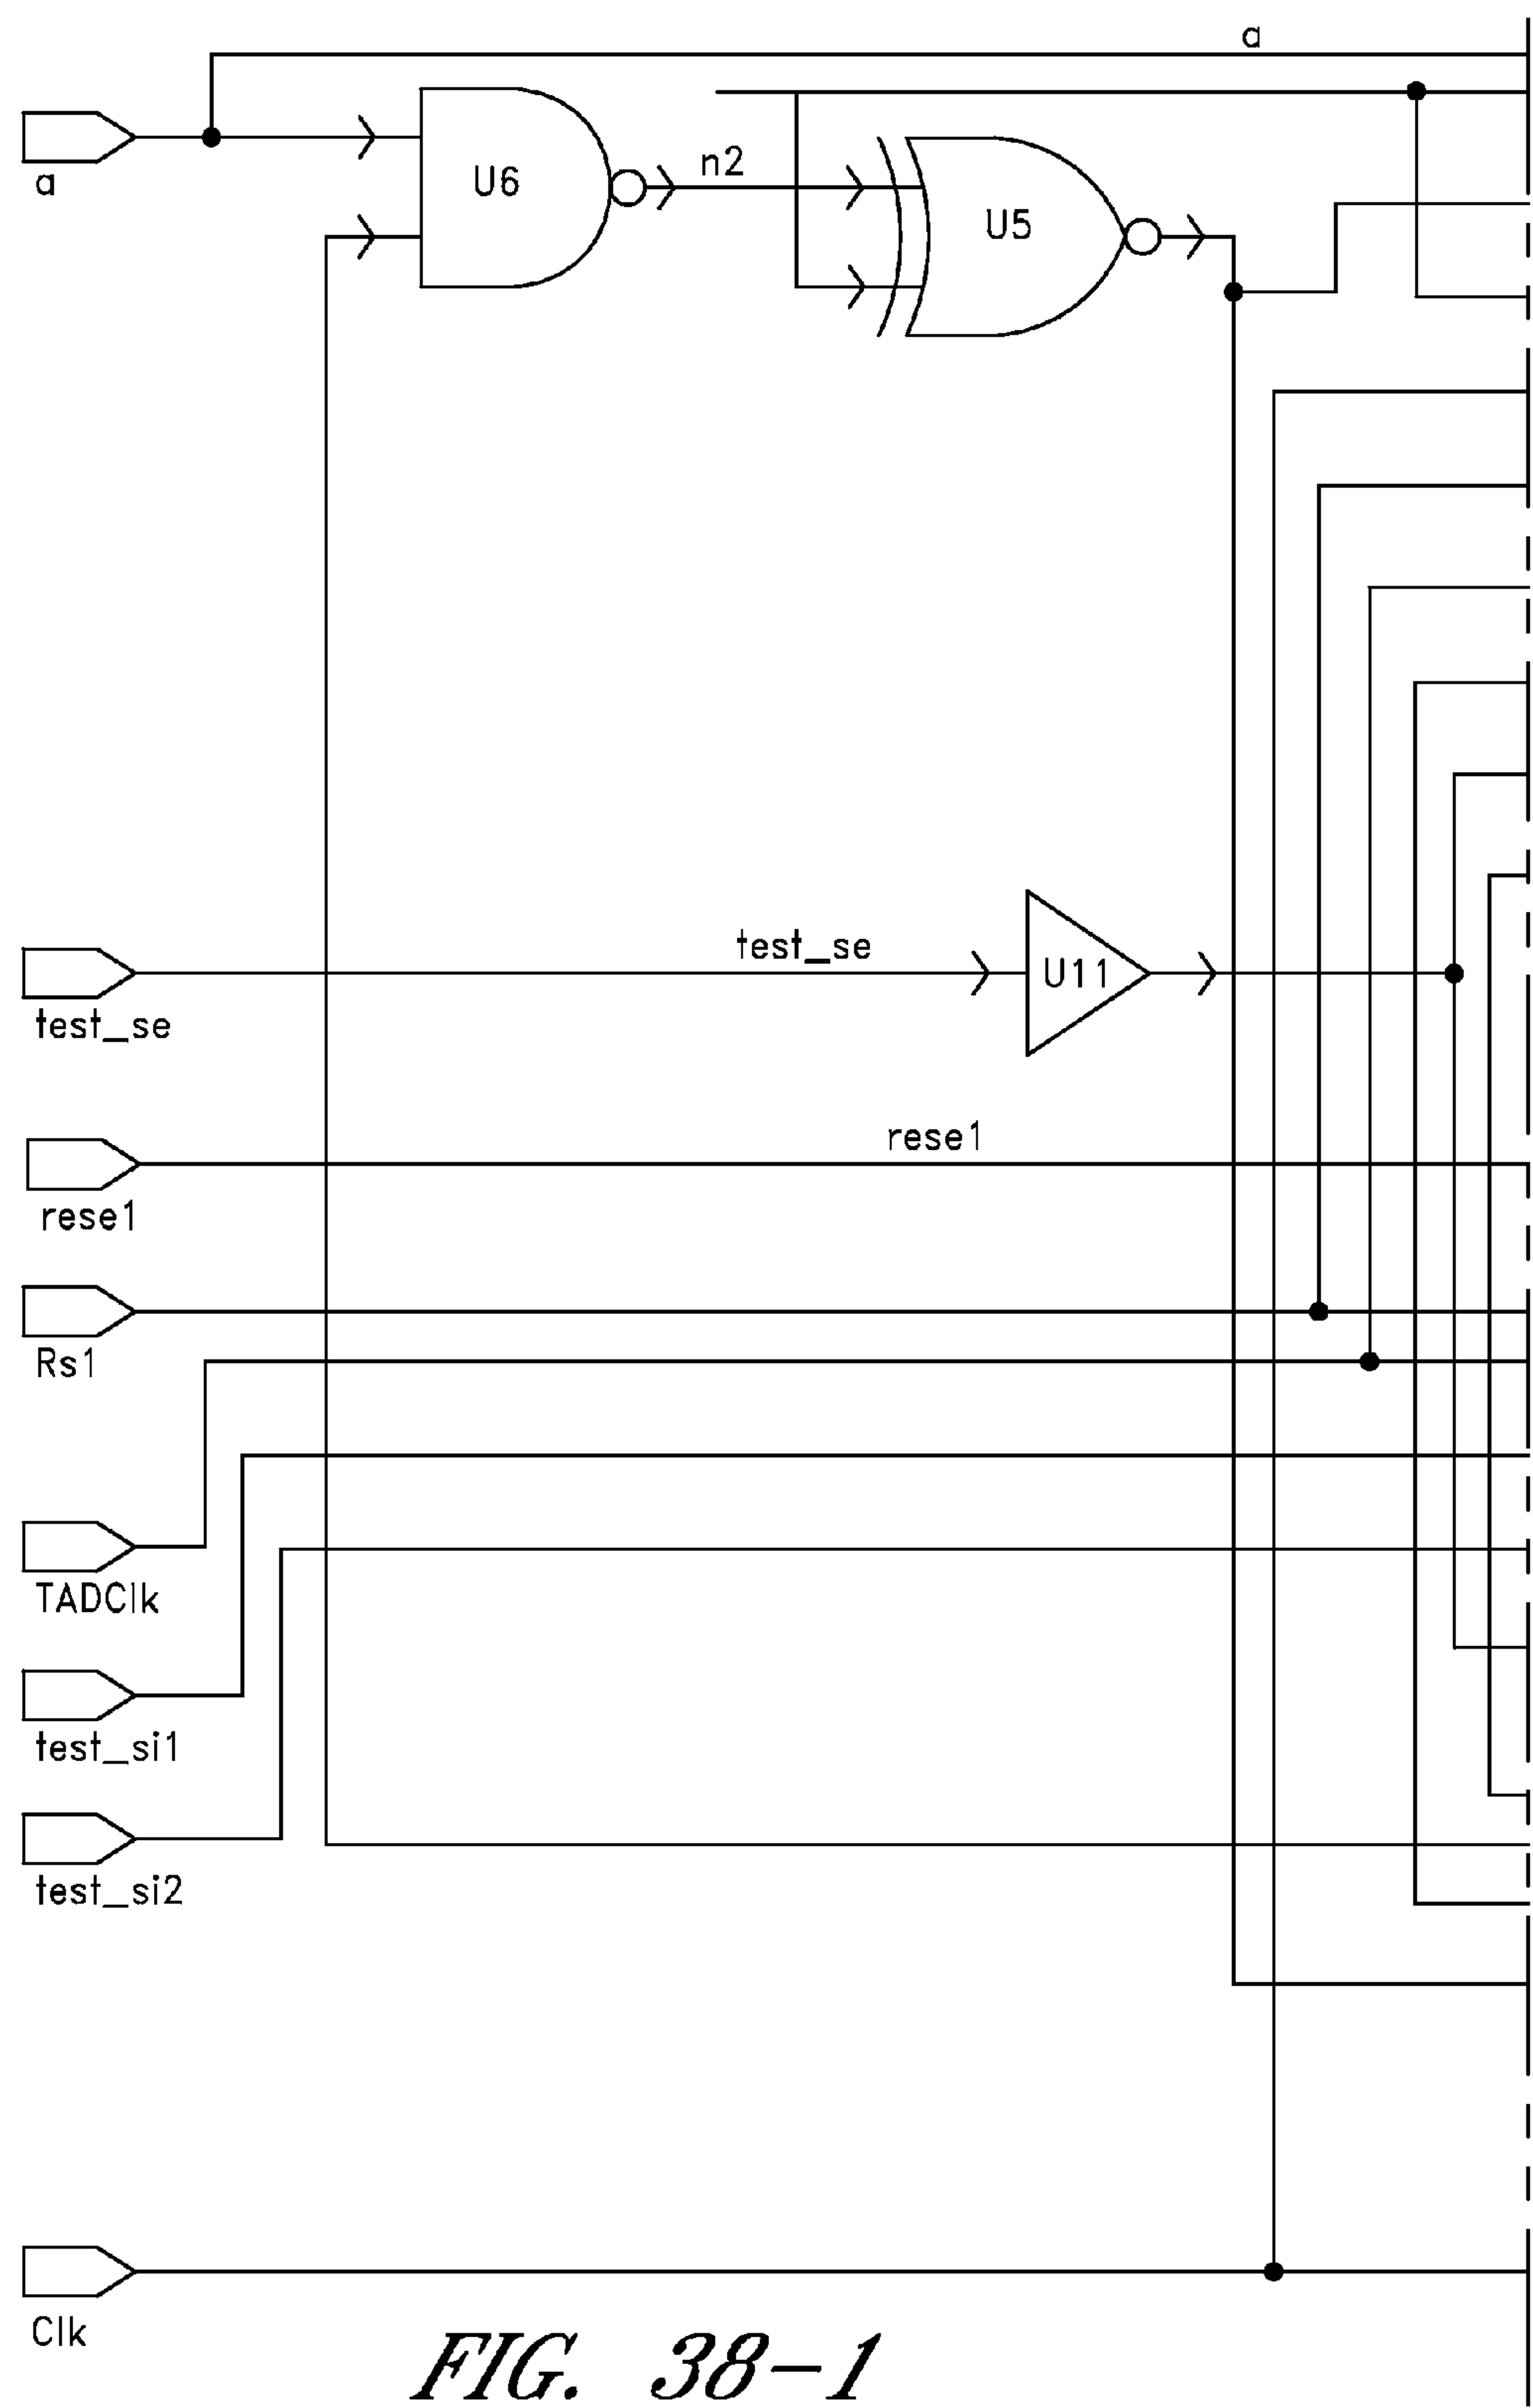 a
a
U6
n2
U5
test_se
U11
test_se
rese1
rese1
Rs1
TADClk
test_si1
test_si2
Clk
FIG. 38-1